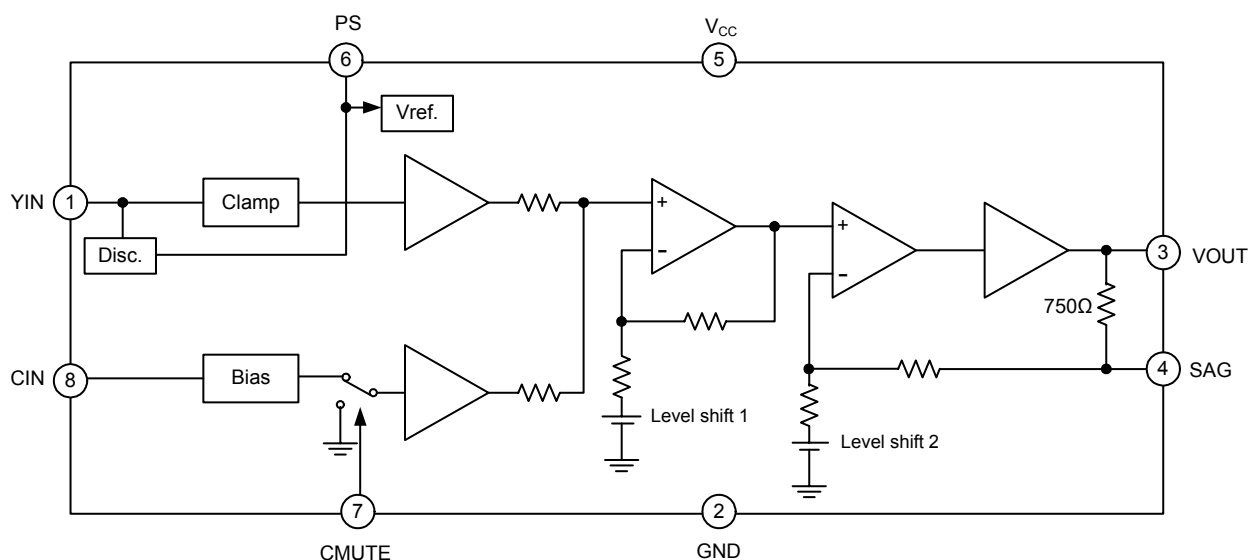 PS
V_CC
6
5
Vref.
YIN
1
Clamp
+
-
+
-
Disc.
3
VOUT
750Ω
CIN
8
Bias
4
SAG
Level shift 1
Level shift 2
7
2
CMUTE
GND